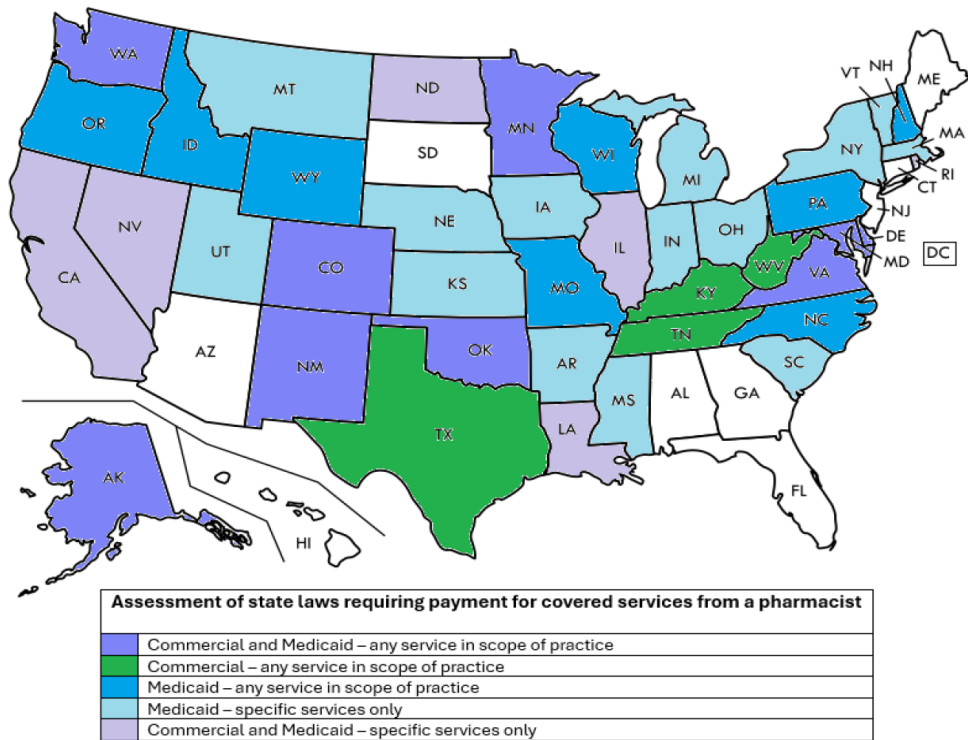 WA
MT
ND
MN
OR
ID
WY
SD
WI
MI
NY
VT
NH
ME
MA
RI
CT
NJ
PA
DE
MD
DC
NE
IA
NV
UT
CO
KS
CA
IL
IN
OH
WV
VA
MO
KY
NC
TN
AZ
NM
OK
AR
SC
MS
AL
GA
TX
LA
FL
AK
HI
Assessment of state laws requiring payment for covered services from a pharmacist
Commercial and Medicaid – any service in scope of practice
Commercial – any service in scope of practice
Medicaid – any service in scope of practice
Medicaid – specific services only
Commercial and Medicaid – specific services only